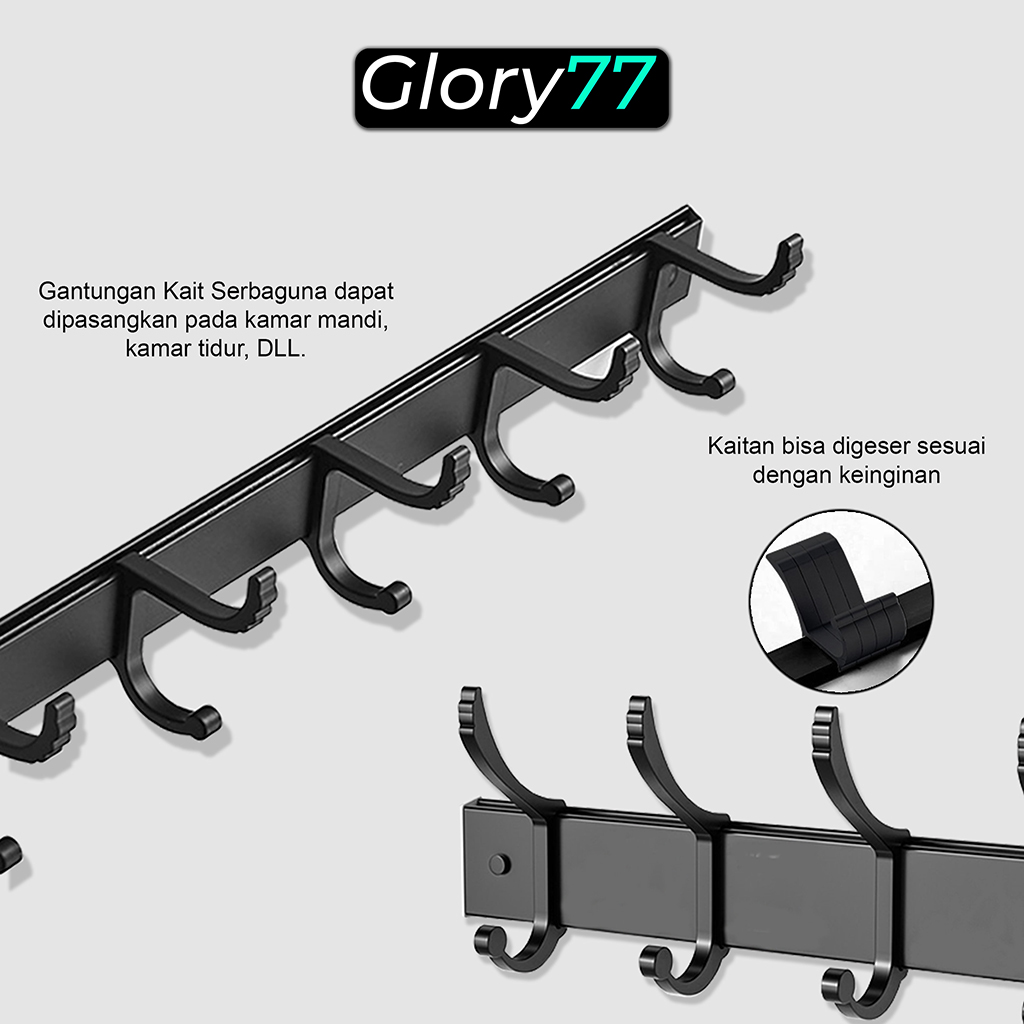 Glory77
Gantungan Kait Serbaguna dapat
dipasangkan pada kamar mandi,
kamar tidur, DLL.
Kaitan bisa digeser sesuai
dengan keinginan